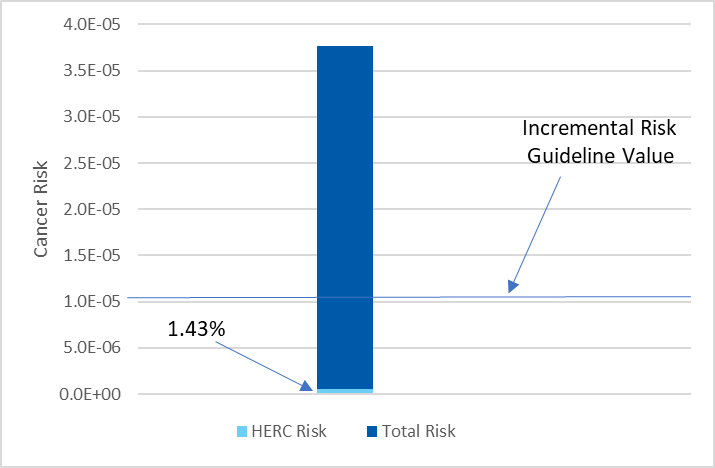 4.0E-05
3.5E-05
3.0E-05
2.5E-05
2.0E-05
1.5E-05
1.0E-05
5.0E-06
0.0E+00
Cancer Risk
Incremental Risk
Guideline Value
1.43%
HERC Risk
Total Risk